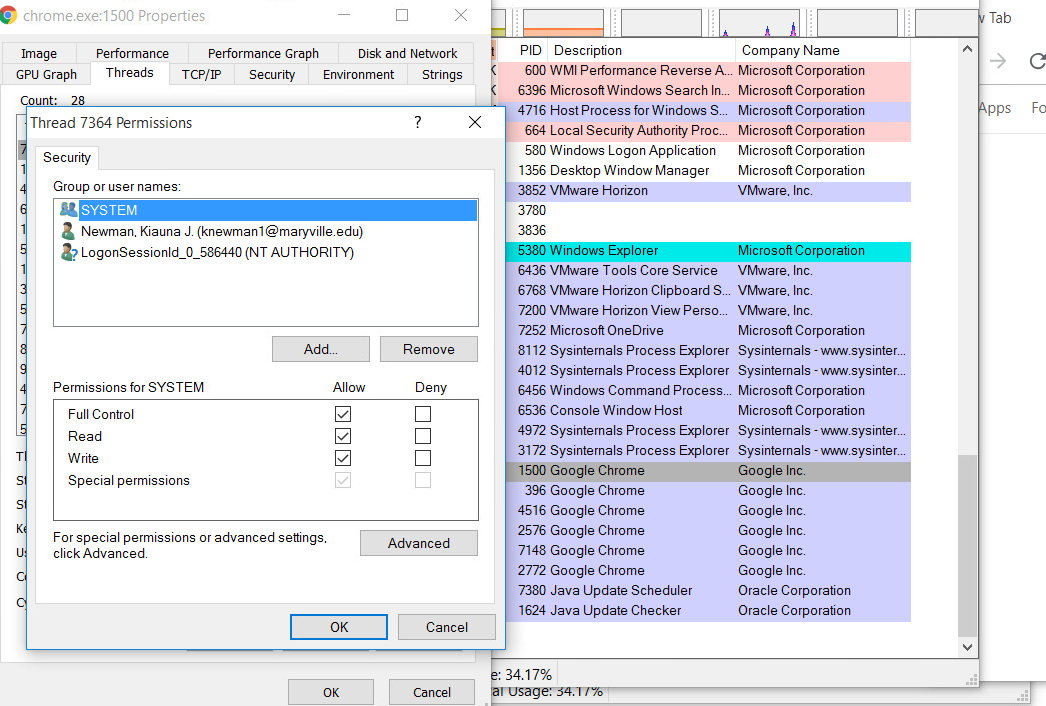 chrome.exe:1500 Properties
Image Performance Performance Graph Disk and Network
GPU Graph Threads TCP/IP Security Environment Strings
Count: 28
Thread 7364 Permissions ?
Security
Group or user names:
SYSTEM
Newman, Kiauna J. (knewman1@maryville.edu)
LogonSessionId_0_586440 (NT AUTHORITY)
Add... Remove
Permissions for SYSTEM Allow Deny
Full Control
Read
Write
Special permissions
For special permissions or advanced settings,
click Advanced.
Advanced
OK Cancel
OK Cancel
PID Description Company Name
600 WMI Performance Reverse A... Microsoft Corporation
6396 Microsoft Windows Search In... Microsoft Corporation
4716 Host Process for Windows S... Microsoft Corporation
664 Local Security Authority Proc... Microsoft Corporation
580 Windows Logon Application Microsoft Corporation
1356 Desktop Window Manager Microsoft Corporation
3852 VMware Horizon VMware, Inc.
3780
3836
5380 Windows Explorer Microsoft Corporation
6436 VMware Tools Core Service VMware, Inc.
6768 VMware Horizon Clipboard S... VMware, Inc.
7200 VMware Horizon View Perso... VMware, Inc.
7252 Microsoft OneDrive Microsoft Corporation
8112 Sysinternals Process Explorer Sysinternals - www.sysinter...
4012 Sysinternals Process Explorer Sysinternals - www.sysinter...
6456 Windows Command Process... Microsoft Corporation
6536 Console Window Host Microsoft Corporation
4972 Sysinternals Process Explorer Sysinternals - www.sysinter...
3172 Sysinternals Process Explorer Sysinternals - www.sysinter...
1500 Google Chrome Google Inc.
396 Google Chrome Google Inc.
4516 Google Chrome Google Inc.
2576 Google Chrome Google Inc.
7148 Google Chrome Google Inc.
2772 Google Chrome Google Inc.
7380 Java Update Scheduler Oracle Corporation
1624 Java Update Checker Oracle Corporation
e: 34.17%
al Usage: 34.17%
w Tab
Apps Fo